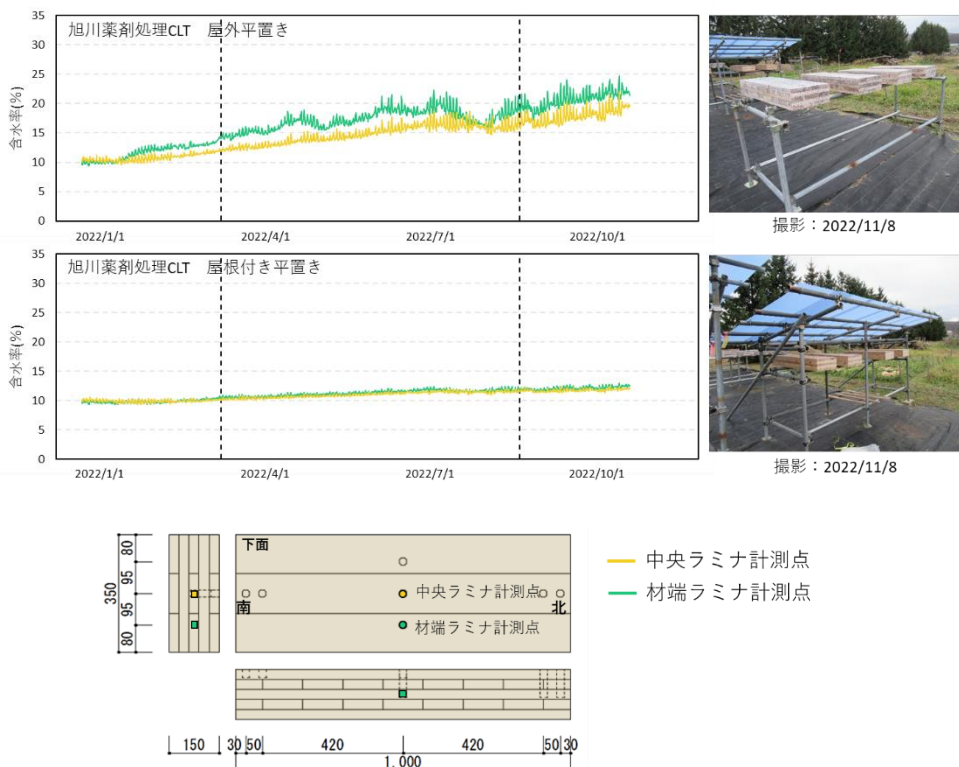 旭川薬剤処理CLT 屋外平置き
含水率(%)
35
30
25
20
15
10
5
0
2022/1/1 2022/4/1 2022/7/1 2022/10/1
撮影：2022/11/8
旭川薬剤処理CLT 屋根付き平置き
含水率(%)
35
30
25
20
15
10
5
0
2022/1/1 2022/4/1 2022/7/1 2022/10/1
撮影：2022/11/8
350
80
95
95
80
下面
南
北
中央ラミナ計測点
材端ラミナ計測点
150 30 50 420 420 50 30
1,000
中央ラミナ計測点
材端ラミナ計測点